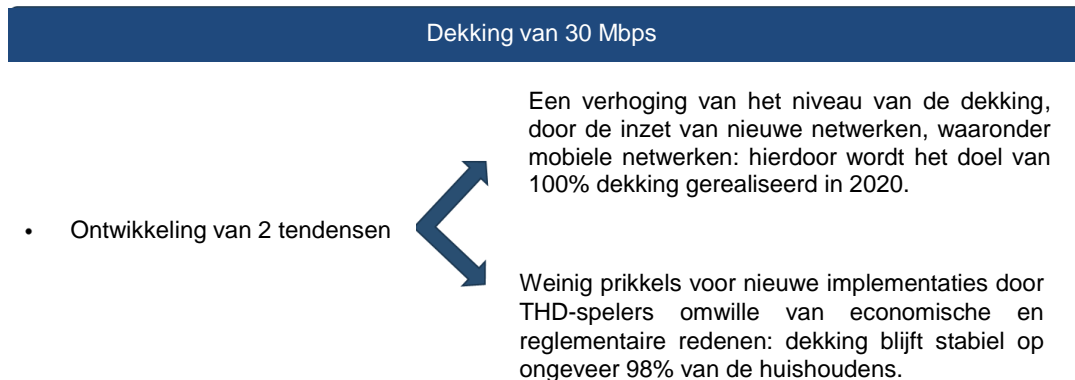 Dekking van 30 Mbps
Een verhoging van het niveau van de dekking,
door de inzet van nieuwe netwerken, waaronder
mobiele netwerken: hierdoor wordt het doel van
100% dekking gerealiseerd in 2020.
• Ontwikkeling van 2 tendensen
Weinig prikkels voor nieuwe implementaties door
THD-spelers omwille van economische en
reglementaire redenen: dekking blijft stabiel op
ongeveer 98% van de huishoudens.